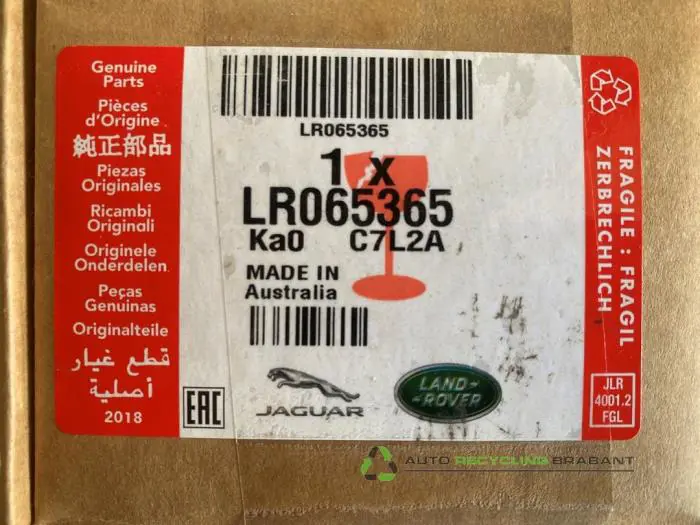 Genuine
Parts
Pièces
d'Origine
純正部品
Piezas
Originales
Ricambi
Originali
Originele
Onderdelen
Peças
Genuinas
Originalteile
قطع غيار
أصلية
2018
LR065365
1 x
LR065365
Ka0 C7L2A
MADE IN
Australia
EAC
JAGUAR
LAND-
-ROVER
FRAGILE : FRAGIL
ZERBRECHLICH
JLR
4001.2
FGL
AUTO RECYCLING BRABANT